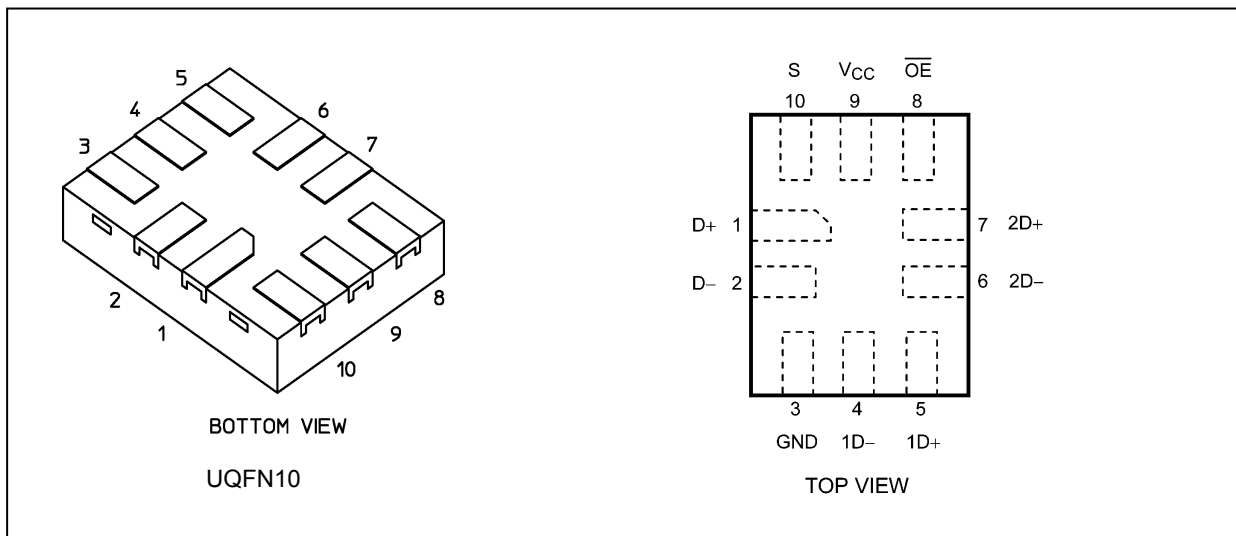 5
4
6
3
7
2
8
1
9
10
BOTTOM VIEW
UQFN10
S VCC O̅E̅
10 9 8
D+ 1
7 2D+
D− 2
6 2D−
3 4 5
GND 1D− 1D+
TOP VIEW